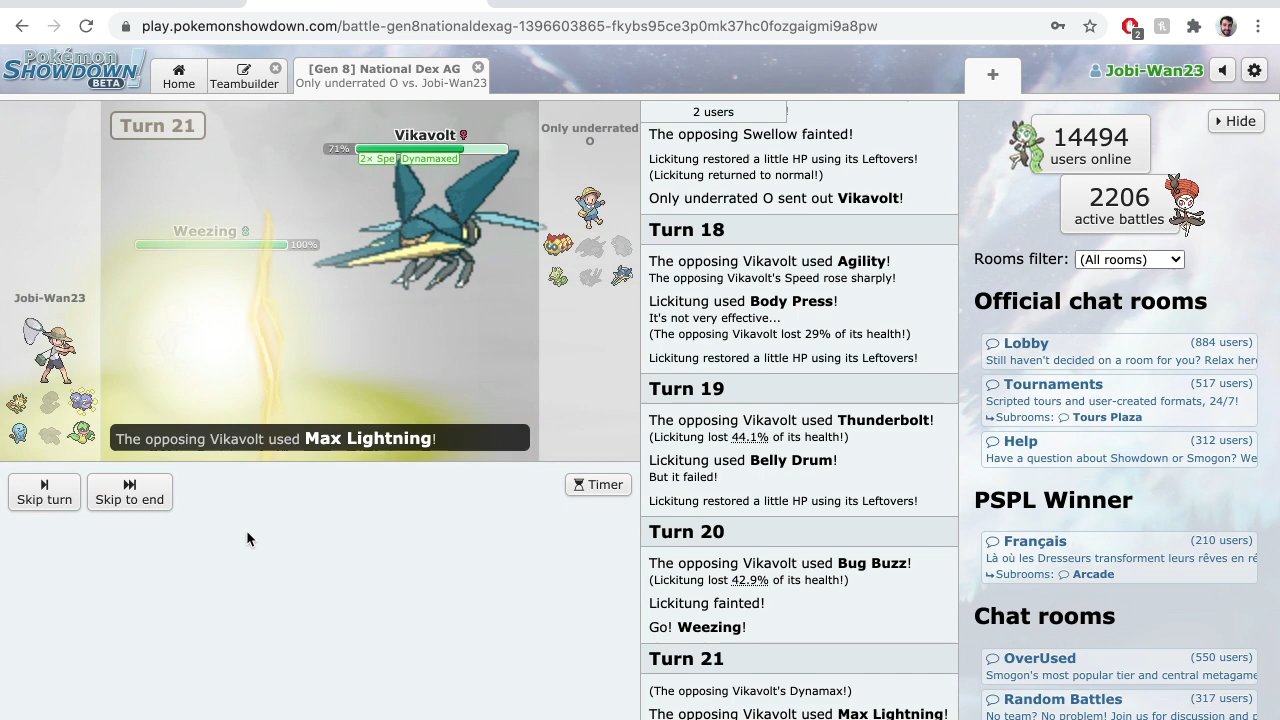 play.pokemonshowdown.com/battle-gen8nationaldexag-1396603865-fkybs95ce3p0mk37hc0fozgaigmi9a8pw
2
Pokémon
SHOWDOWN!
BETA
Home
Teambuilder
[Gen 8] National Dex AG
Only underrated O vs. Jobi-Wan23
+
Jobi-Wan23
Turn 21
Vikavolt
71%
2× Spe Dynamaxed
Weezing
100%
Jobi-Wan23
Only underrated
O
The opposing Vikavolt used Max Lightning!
Skip turn
Skip to end
Timer
2 users
The opposing Swellow fainted!
Lickitung restored a little HP using its Leftovers!
(Lickitung returned to normal!)
Only underrated O sent out Vikavolt!
Turn 18
The opposing Vikavolt used Agility!
The opposing Vikavolt's Speed rose sharply!
Lickitung used Body Press!
It's not very effective...
(The opposing Vikavolt lost 29% of its health!)
Lickitung restored a little HP using its Leftovers!
Turn 19
The opposing Vikavolt used Thunderbolt!
(Lickitung lost 44.1% of its health!)
Lickitung used Belly Drum!
But it failed!
Lickitung restored a little HP using its Leftovers!
Turn 20
The opposing Vikavolt used Bug Buzz!
(Lickitung lost 42.9% of its health!)
Lickitung fainted!
Go! Weezing!
Turn 21
(The opposing Vikavolt's Dynamax!)
The opposing Vikavolt used Max Lightning!
Hide
14494
users online
2206
active battles
Rooms filter: (All rooms)
Official chat rooms
Lobby (884 users)
Still haven't decided on a room for you? Relax her
Tournaments (517 users)
Scripted tours and user-created formats, 24/7!
Subrooms: Tours Plaza
Help (312 users)
Have a question about Showdown or Smogon? We
PSPL Winner
Français (210 users)
Là où les Dresseurs transforment leurs rêves en ré
Subrooms: Arcade
Chat rooms
OverUsed (550 users)
Smogon's most popular tier and central metagame
Random Battles (317 users)
No team? No problem! Join us for discussion and p